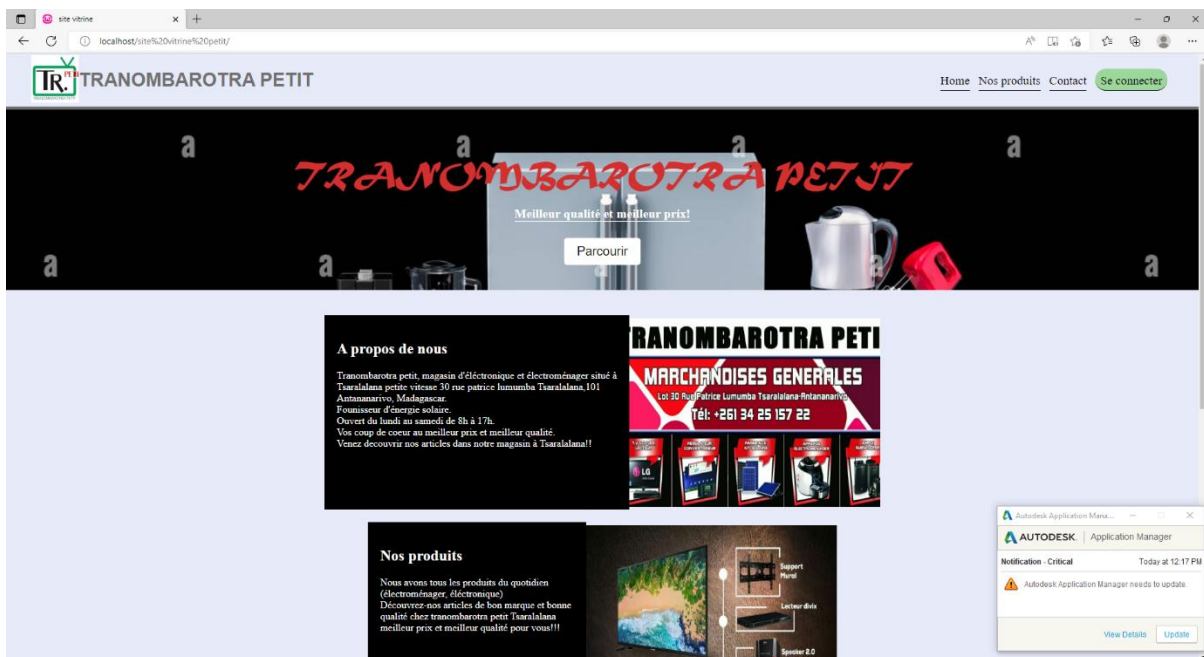 site vitrine
localhost/site%20vitrine%20petit/
TR. PETI
TRANOMBAROTRA PETIT
Home Nos produits Contact Se connecter
a a a a
TRANOMBAROTRA PETIT
Meilleur qualité et meilleur prix!
Parcourir
a a a a a
A propos de nous
Tranombarotra petit, magasin d'éléctronique et électroménager situé à
Tsaralalana petite vitesse 30 rue patrice lumumba Tsaralalana,101
Antananarivo, Madagascar.
Founisseur d'énergie solaire.
Ouvert du lundi au samedi de 8h à 17h.
Vos coup de coeur au meilleur prix et meilleur qualité.
Venez decouvrir nos articles dans notre magasin à Tsaralalana!!
RANOMBAROTRA PETI
MARCHANDISES GENERALES
Lot 30 Rue Patrice Lumumba Tsaralalana-Antananarivo
Tél: +261 34 25 157 22
LG
Nos produits
Nous avons tous les produits du quotidien
(électroménager, éléctronique)
Découvrez-nos articles de bon marque et bonne
qualité chez tranombarotra petit Tsaralalana
meilleur prix et meilleur qualité pour vous!!!
Support
Mural
Lecteur divix
Speaker 2.0
Autodesk Application Mana...
AUTODESK. Application Manager
Notification - Critical Today at 12:17 PM
Autodesk Application Manager needs to update.
View Details Update